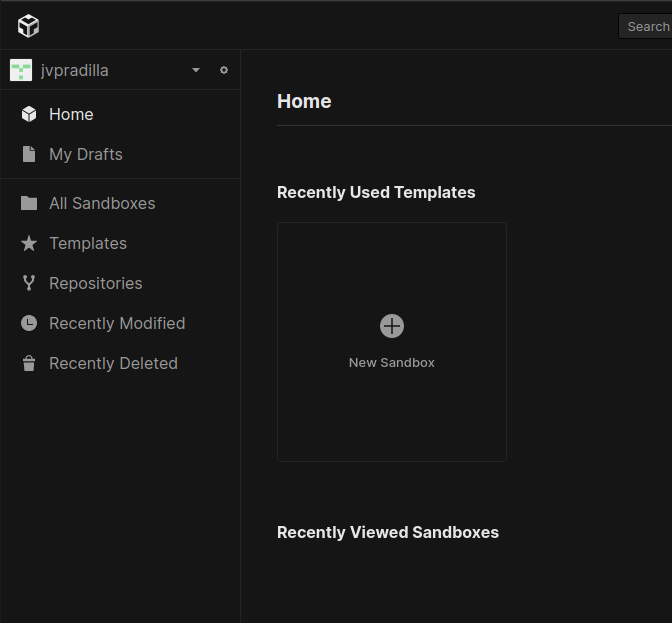 Search
jvpradilla
Home
My Drafts
All Sandboxes
Templates
Repositories
Recently Modified
Recently Deleted
Home
Recently Used Templates
New Sandbox
Recently Viewed Sandboxes